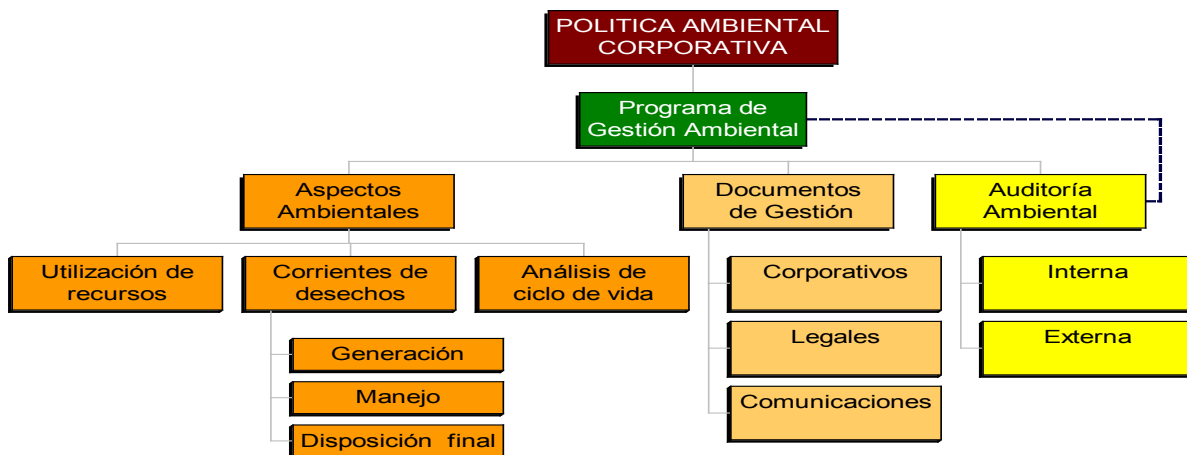 POLITICA AMBIENTAL
CORPORATIVA
Programa de
Gestión Ambiental
Aspectos
Ambientales
Documentos
de Gestión
Auditoría
Ambiental
Utilización de
recursos
Corrientes de
desechos
Análisis de
ciclo de vida
Generación
Manejo
Disposición final
Corporativos
Legales
Comunicaciones
Interna
Externa